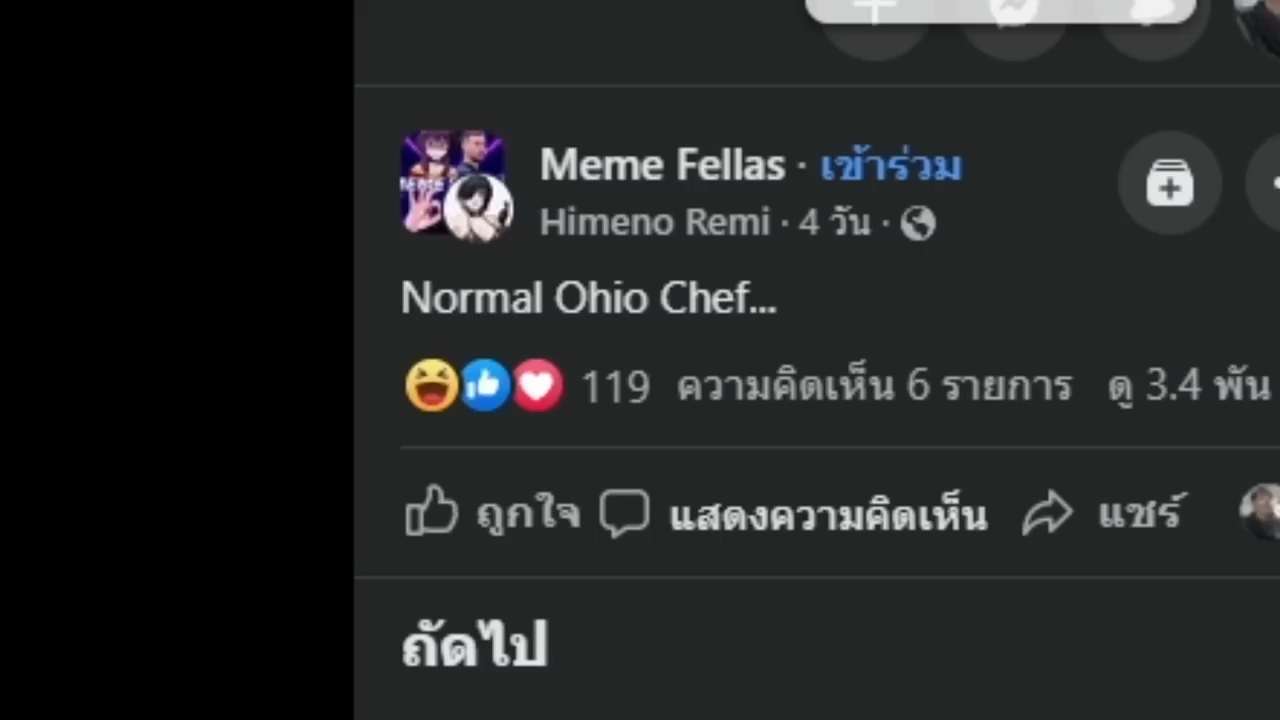 Meme Fellas · เข้าร่วม
Himeno Remi · 4 วัน ·
Normal Ohio Chef...
119 ความคิดเห็น 6 รายการ ดู 3.4 พัน
ถูกใจ แสดงความคิดเห็น แชร์
ถัดไป